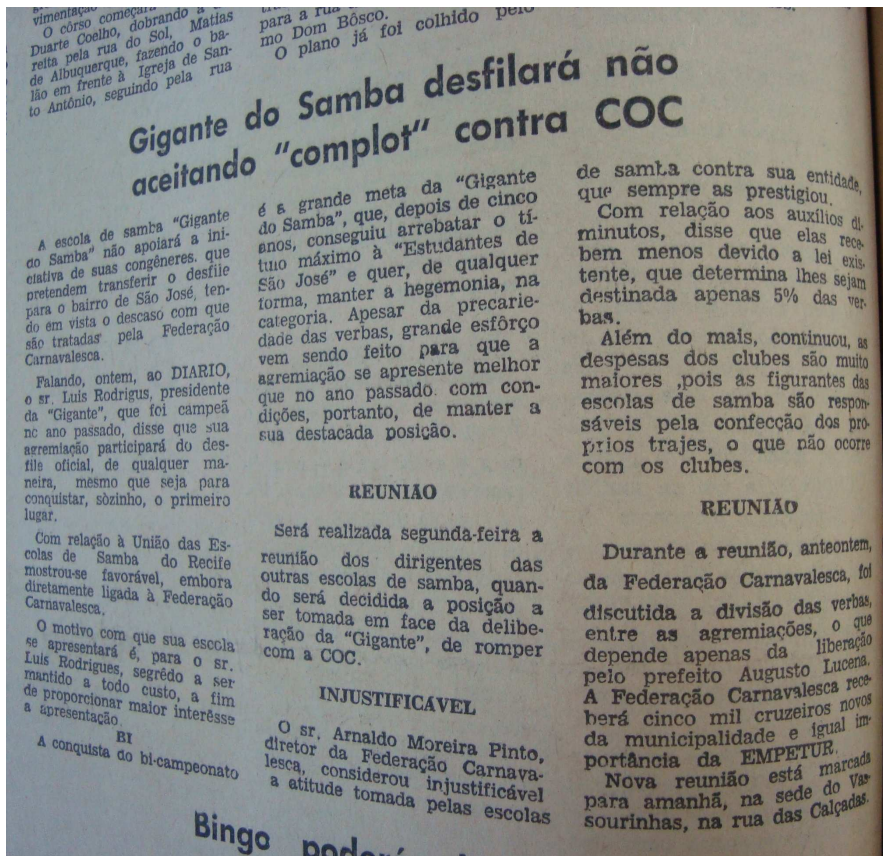 vimentação
O côrso começará
Duarte Coelho, dobrando a
reita pela rua do Sol, Matias
de Albuquerque, fazendo o ba-
lão em frente à Igreja de San-
to Antônio, seguindo pela rua
para a rua
mo Dom Bôsco.
O plano já foi colhido pelo
Gigante do Samba desfilará não
aceitando "complot" contra COC
A escola de samba "Gigante
do Samba" não apoiará a ini-
ciativa de suas congêneres, que
pretendem transferir o desfile
para o bairro de São José, ten-
do em vista o descaso com que
são tratadas pela Federação
Carnavalesca.
Falando, ontem, ao DIARIO,
o sr. Luís Rodrigus, presidente
da "Gigante", que foi campeã
no ano passado, disse que sua
agremiação participará do des-
file oficial, de qualquer ma-
neira, mesmo que seja para
conquistar, sòzinho, o primeiro
lugar.
Com relação à União das Es-
colas de Samba do Recife
mostrou-se favorável, embora
diretamente ligada à Federação
Carnavalesca.
O motivo com que sua escola
se apresentará é, para o sr.
Luís Rodrigues, segrêdo a ser
mantido a todo custo, a fim
de proporcionar maior interêsse
a apresentação.
BI
A conquista do bi-campeonato
é a grande meta da "Gigante
do Samba", que, depois de cinco
anos, conseguiu arrebatar o tí-
tulo máximo à "Estudantes de
São José" e quer, de qualquer
forma, manter a hegemonia, na
categoria. Apesar da precarie-
dade das verbas, grande esfôrço
vem sendo feito para que a
agremiação se apresente melhor
que no ano passado, com con-
dições, portanto, de manter a
sua destacada posição.
REUNIÃO
Será realizada segunda-feira a
reunião dos dirigentes das
outras escolas de samba, quan-
do será decidida a posição a
ser tomada em face da delibe-
ração da "Gigante", de romper
com a COC.
INJUSTIFICÁVEL
O sr. Arnaldo Moreira Pinto,
diretor da Federação Carnava-
lesca, considerou injustificável
a atitude tomada pelas escolas
de samba contra sua entidade,
que sempre as prestigiou.
Com relação aos auxílios di-
minutos, disse que elas rece-
bem menos devido a lei exis-
tente, que determina lhes sejam
destinada apenas 5% das ver-
bas.
Além do mais, continuou, as
despesas dos clubes são muito
maiores ,pois as figurantes das
escolas de samba são respon-
sáveis pela confecção dos pró-
prios trajes, o que não ocorre
com os clubes.
REUNIÃO
Durante a reunião, anteontem,
da Federação Carnavalesca, foi
discutida a divisão das verbas,
entre as agremiações, o que
depende apenas da liberação
pelo prefeito Augusto Lucena.
A Federação Carnavalesca rece-
berá cinco mil cruzeiros novos
da municipalidade e igual im-
portância da EMPETUR.
Nova reunião está marcada
para amanhã, na sede do Vas-
sourinhas, na rua das Calçadas.
Bingo